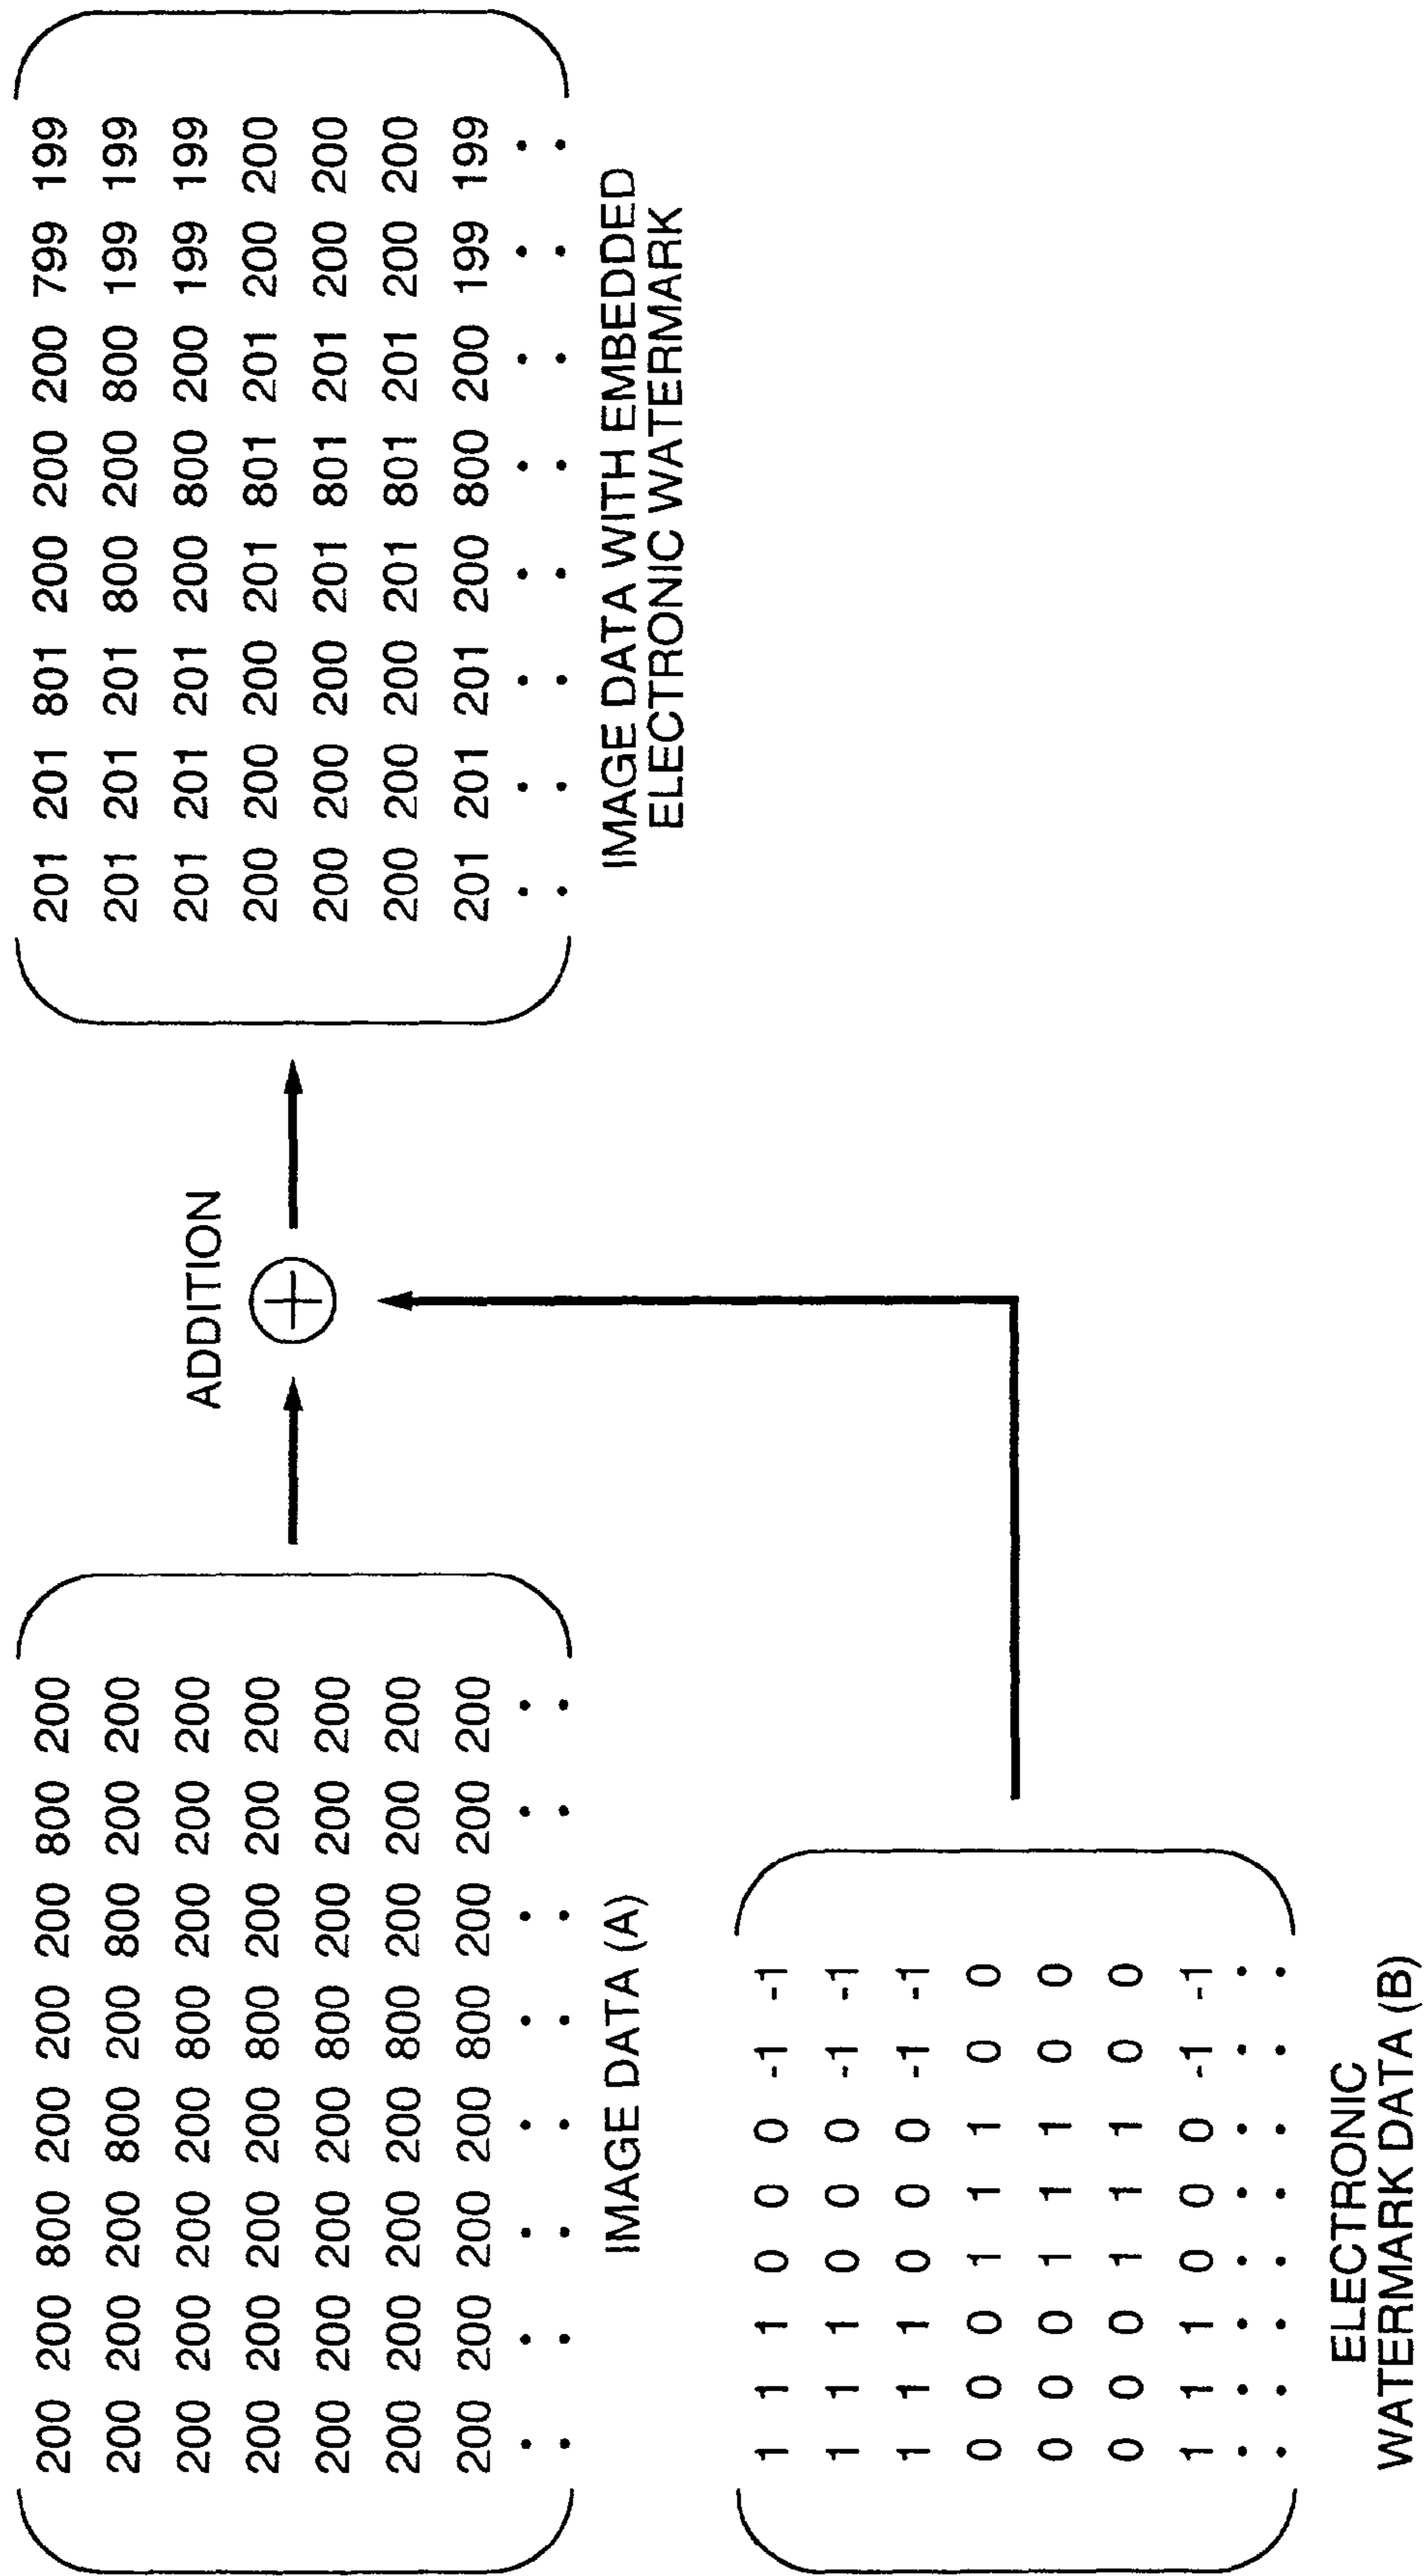 200 200 800 200 200 200 800 200
200 200 200 800 200 800 200 200
200 200 200 200 800 200 200 200
200 200 200 200 800 200 200 200
200 200 200 200 800 200 200 200
200 200 200 200 800 200 200 200
200 200 200 200 800 200 200 200
IMAGE DATA (A)
ADDITION
201 201 801 200 200 200 799 199
201 201 201 800 200 800 199 199
201 201 201 200 800 200 199 199
200 200 200 201 801 201 200 200
200 200 200 201 801 201 200 200
200 200 200 201 801 201 200 200
201 201 201 200 800 200 199 199
IMAGE DATA WITH EMBEDDED
ELECTRONIC WATERMARK
1 1 1 0 0 0 -1 -1
1 1 1 0 0 0 -1 -1
1 1 1 0 0 0 -1 -1
0 0 0 1 1 1 0 0
0 0 0 1 1 1 0 0
0 0 0 1 1 1 0 0
1 1 1 0 0 0 -1 -1
ELECTRONIC
WATERMARK DATA (B)